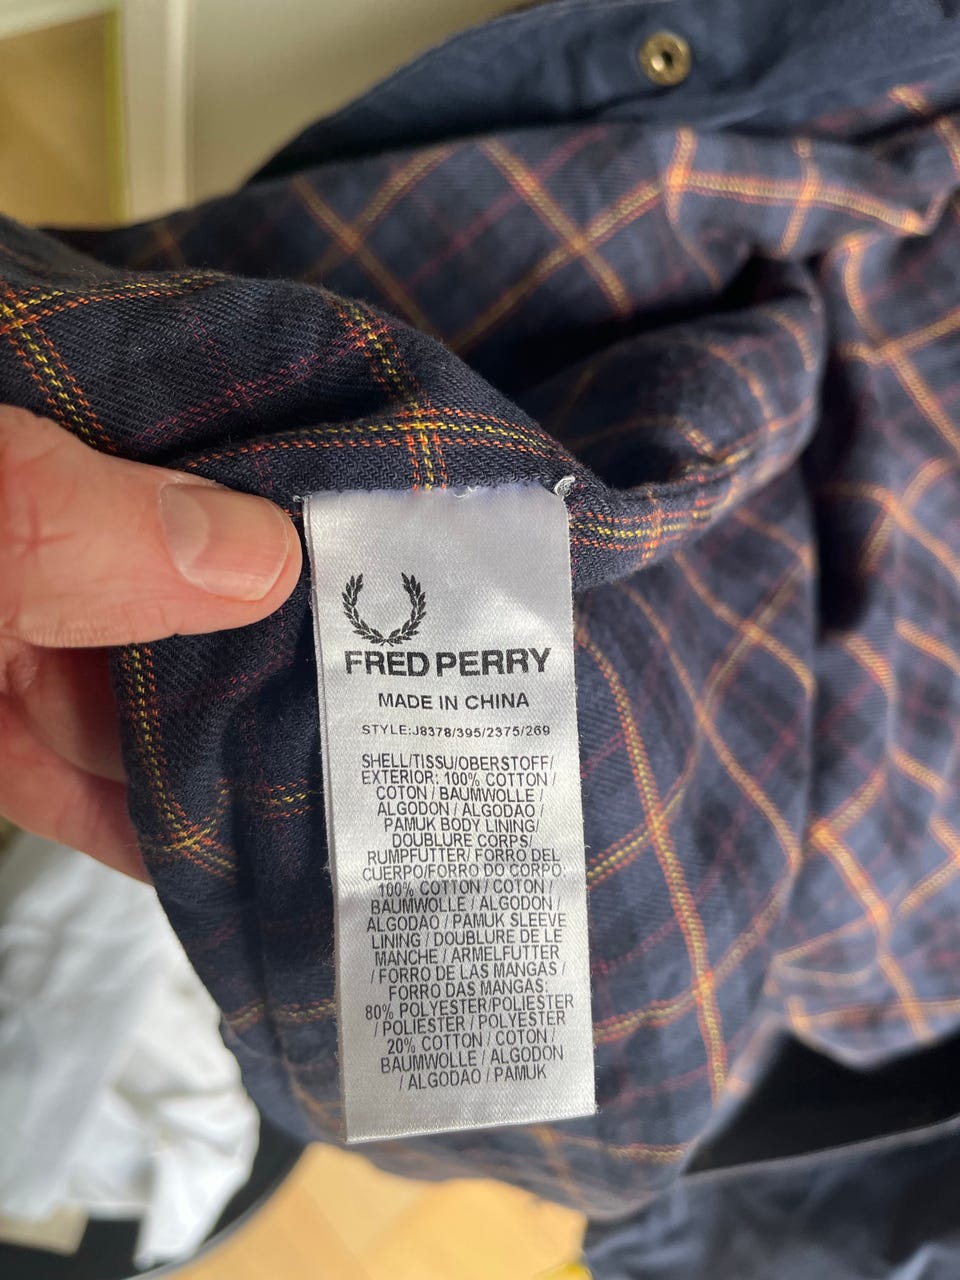 FRED PERRY
MADE IN CHINA
STYLE:J8378/395/2375/269
SHELL/TISSU/OBERSTOFF/
EXTERIOR: 100% COTTON /
COTON / BAUMWOLLE /
ALGODON / ALGODAO /
PAMUK BODY LINING/
DOUBLURE CORPS/
RUMPFUTTER/ FORRO DEL
CUERPO/FORRO DO CORPO:
100% COTTON / COTON /
BAUMWOLLE / ALGODON /
ALGODAO / PAMUK SLEEVE
LINING / DOUBLURE DE LE
MANCHE / ARMELFUTTER
/ FORRO DE LAS MANGAS /
FORRO DAS MANGAS:
80% POLYESTER/POLIESTER
/ POLIESTER / POLYESTER
20% COTTON / COTON /
BAUMWOLLE / ALGODON
/ ALGODAO / PAMUK